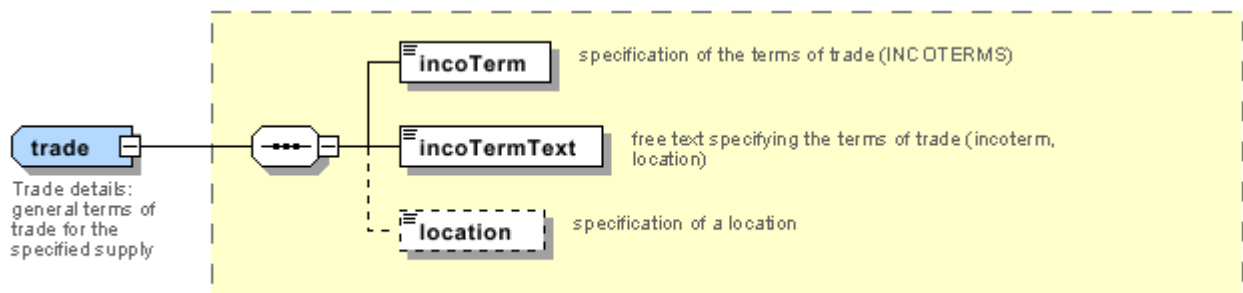 incoTerm
specification of the terms of trade (INCOTERMS)
trade
incoTermText
free text specifying the terms of trade (incoterm,
location)
Trade details:
general terms of
trade for the
specified supply
location
specification of a location